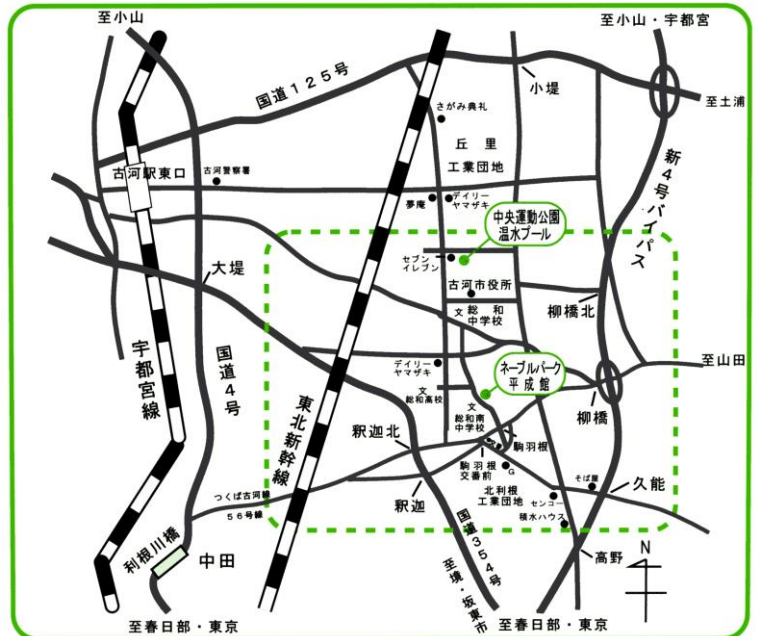 至小山
至小山・宇都宮
国道125号
小堤
至土浦
さがみ典礼
丘里
工業団地
新4号バイパス
古河駅東口
古河警察署
夢庵
デイリー
ヤマザキ
中央運動公園
温水プール
セブン
イレブン
大堤
古河市役所
文 総和
中学校
柳橋北
宇都宮線
国道4号
東北新幹線
デイリー
ヤマザキ
ネーブルパーク
平成館
至山田
文
総和高校
柳橋
文
総和南
中学校
釈迦北
駒羽根
駒羽根
交番前
G
そば屋
久能
釈迦
北利根
工業団地
センコー
積水ハウス
つくば古河線
56号線
国道354号
利根川橋
中田
高野
N
至境・坂東市
至春日部・東京
至春日部・東京